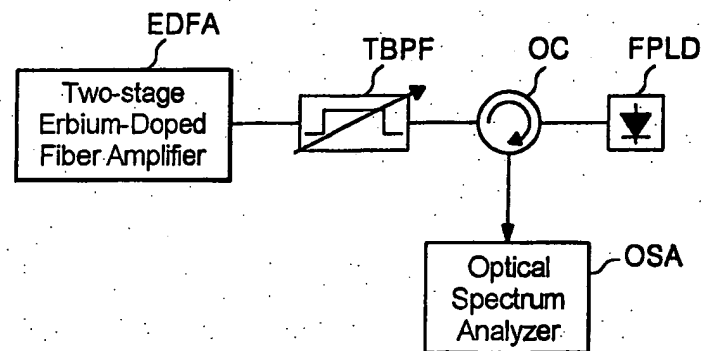 EDFA
TBPF
OC
FPLD
Two-stage
Erbium-Doped
Fiber Amplifier
OSA
Optical
Spectrum
Analyzer